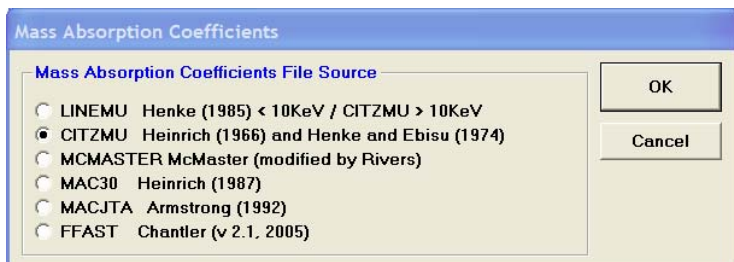 Mass Absorption Coefficients
Mass Absorption Coefficients File Source
LINEMU Henke (1985) < 10KeV / CITZMU > 10KeV
CITZMU Heinrich (1966) and Henke and Ebisu (1974)
MCMASTER McMaster (modified by Rivers)
MAC30 Heinrich (1987)
MACJTA Armstrong (1992)
FFAST Chantler (v 2.1, 2005)
OK
Cancel